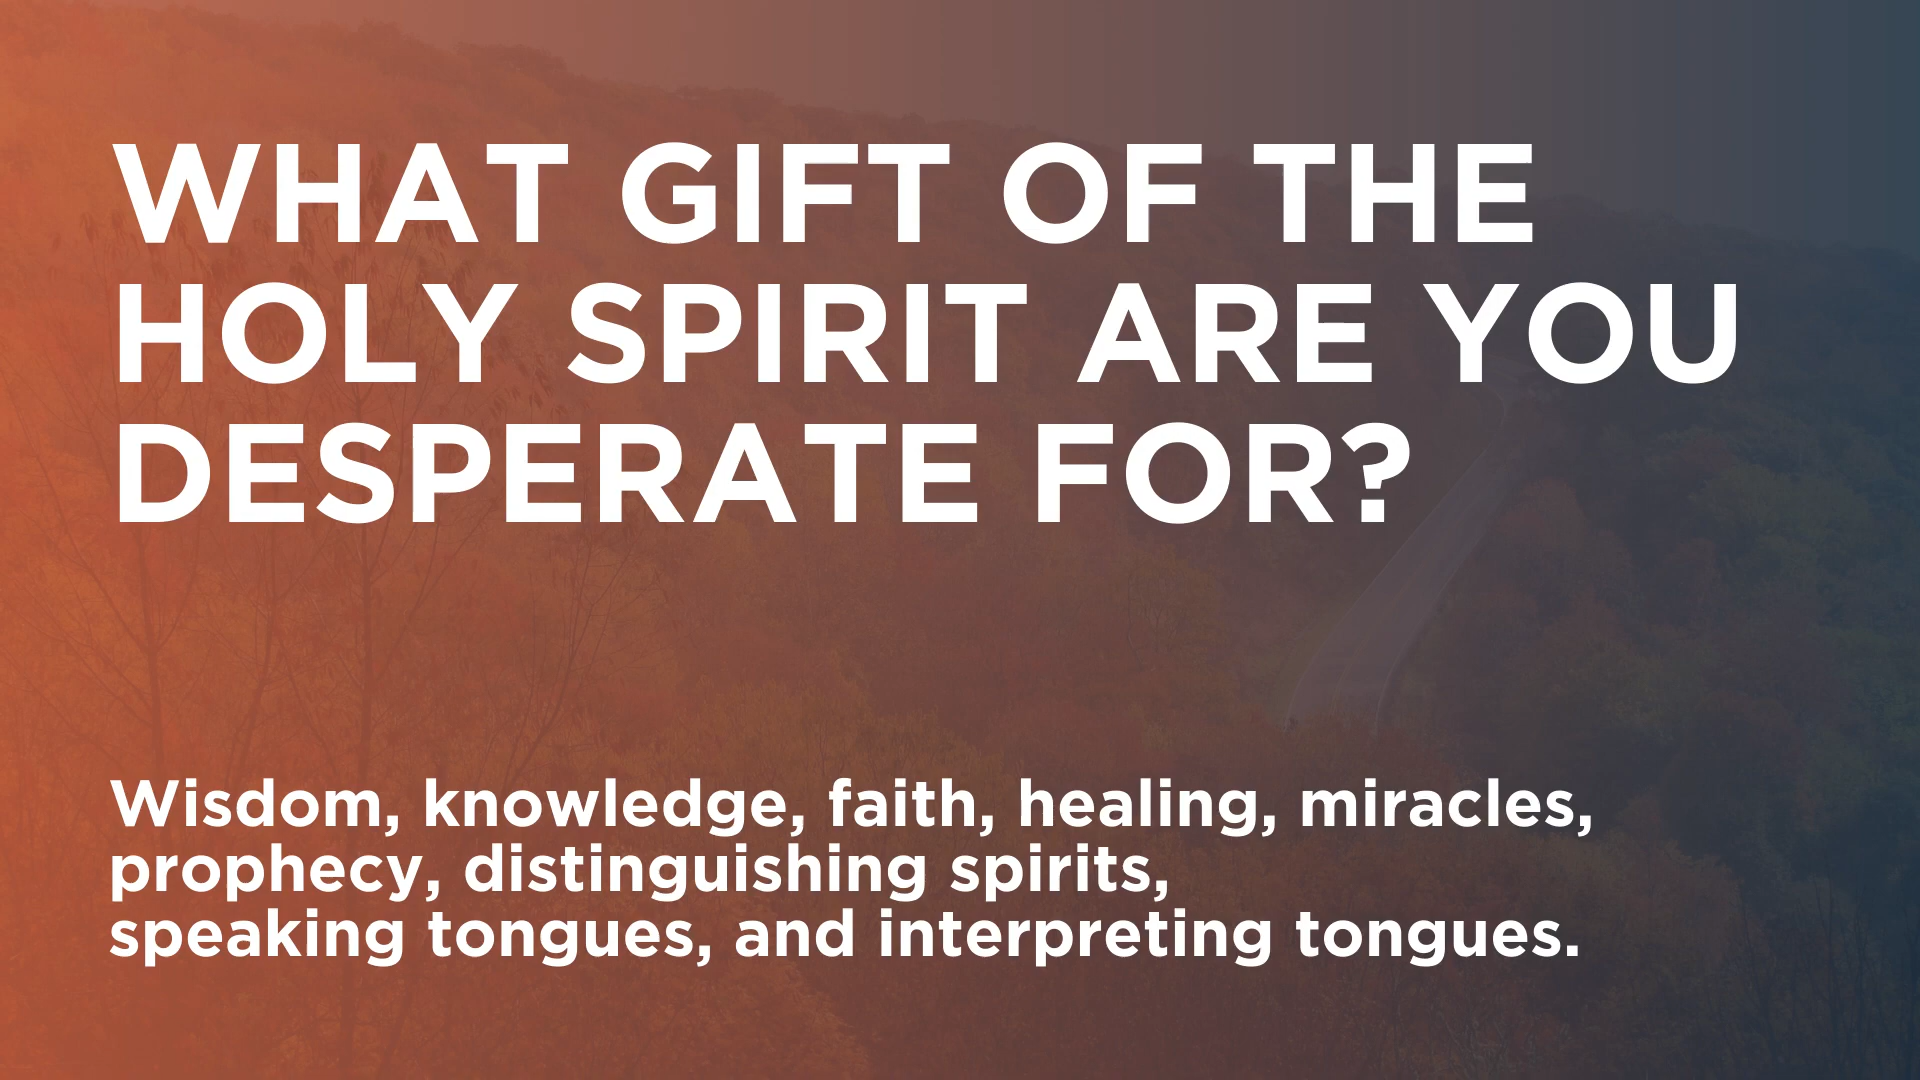 WHAT GIFT OF THE
HOLY SPIRIT ARE YOU
DESPERATE FOR?
Wisdom, knowledge, faith, healing, miracles,
prophecy, distinguishing spirits,
speaking tongues, and interpreting tongues.